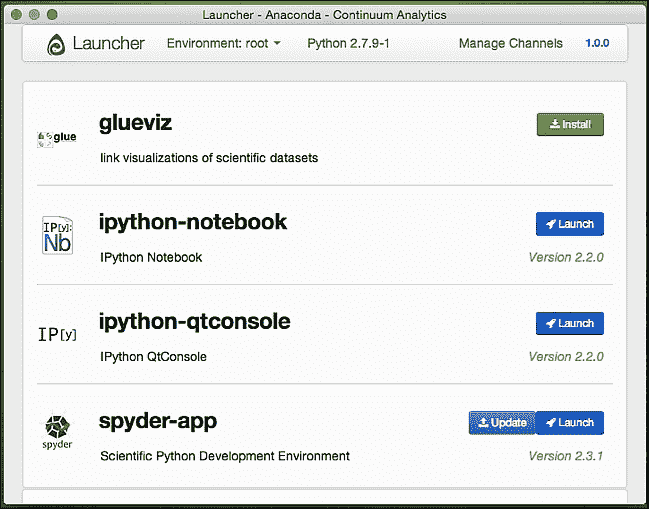 Launcher - Anaconda - Continuum Analytics
Launcher Environment: root Python 2.7.9-1 Manage Channels 1.0.0
glue
glueviz
Install
link visualizations of scientific datasets
IP[y]:
Nb
ipython-notebook
Launch
IPython Notebook
Version 2.2.0
IP[y]
ipython-qtconsole
Launch
IPython QtConsole
Version 2.2.0
spyder
spyder-app
Update Launch
Scientific Python Development Environment
Version 2.3.1